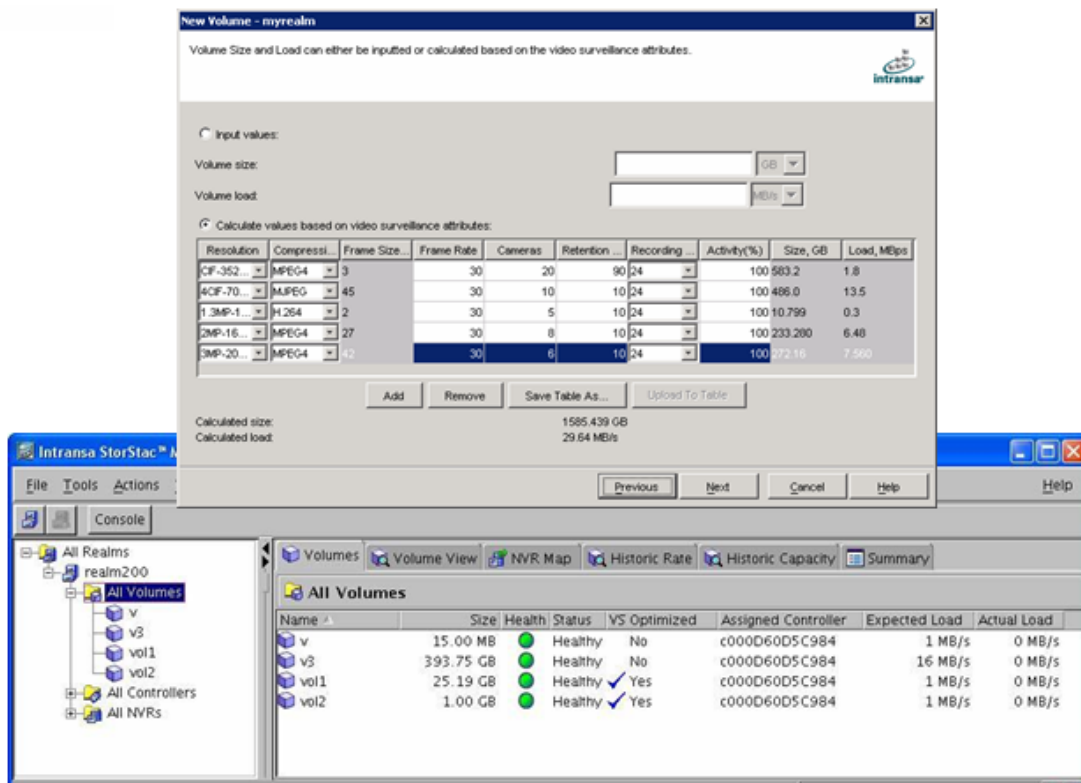 New Volume - myrealm
Volume Size and Load can either be inputted or calculated based on the video surveillance attributes.
intransa
Input values:
Volume size: GB
Volume load: MB/s
Calculate values based on video surveillance attributes:
Resolution Compressi... Frame Size... Frame Rate Cameras Retention ... Recording ... Activity(%) Size, GB Load, MBps
CIF-352... MPEG4 3 30 20 90 24 100 583.2 1.8
4CIF-70... MJPEG 45 30 10 10 24 100 486.0 13.5
1.3MP-1... H.264 2 30 5 10 24 100 10.799 0.3
2MP-16... MPEG4 27 30 8 10 24 100 233.280 6.48
3MP-20... MPEG4 42 30 6 10 24 100 272.16 7.560
Add Remove Save Table As... Upload To Table
Calculated size: 1585.439 GB
Calculated load: 29.64 MB/s
Previous Next Cancel Help
Intransa StorStac™
File Tools Actions Help
Console
All Realms
realm200
All Volumes
v
v3
vol1
vol2
All Controllers
All NVRs
Volumes Volume View NVR Map Historic Rate Historic Capacity Summary
All Volumes
Name Size Health Status VS Optimized Assigned Controller Expected Load Actual Load
v 15.00 MB Healthy No c000D60D5C984 1 MB/s 0 MB/s
v3 393.75 GB Healthy No c000D60D5C984 16 MB/s 0 MB/s
vol1 25.19 GB Healthy Yes c000D60D5C984 1 MB/s 0 MB/s
vol2 1.00 GB Healthy Yes c000D60D5C984 1 MB/s 0 MB/s